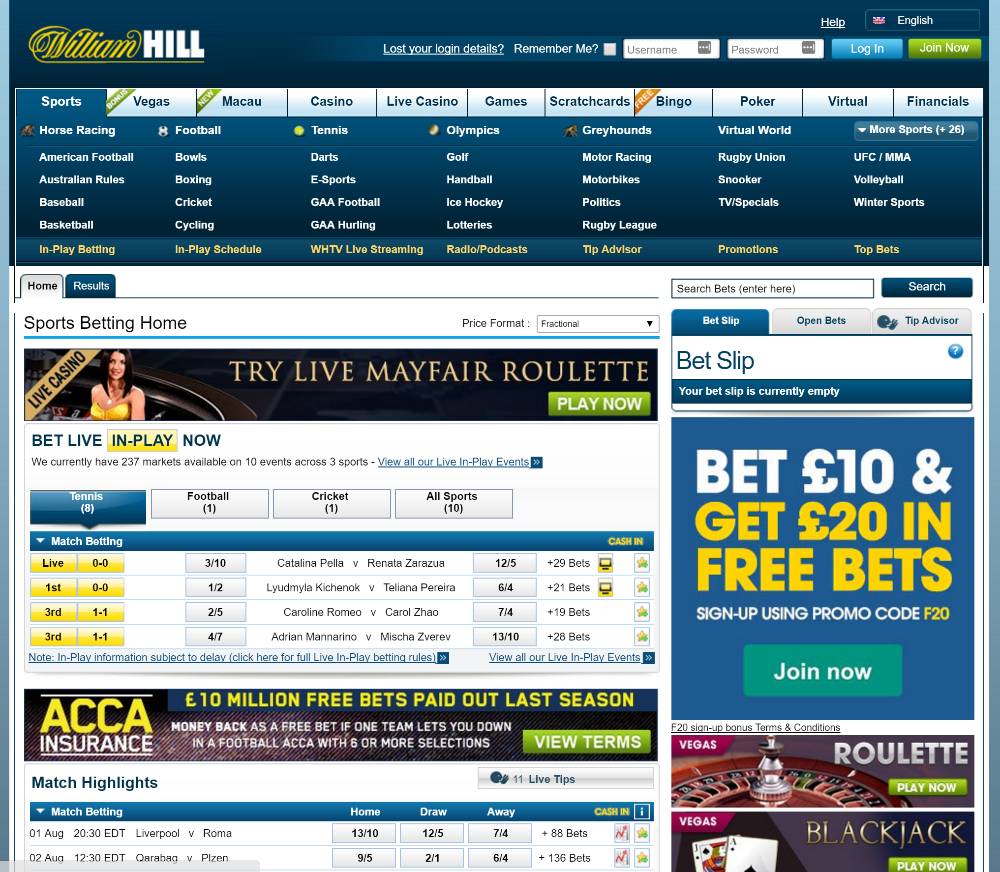 Help
English
William HILL
Lost your login details? Remember Me? Username Password Log In Join Now
Sports BONUS Vegas NEW Macau Casino Live Casino Games Scratchcards FREE Bingo Poker Virtual Financials
Horse Racing Football Tennis Olympics Greyhounds Virtual World More Sports (+ 26)
American Football Bowls Darts Golf Motor Racing Rugby Union UFC / MMA
Australian Rules Boxing E-Sports Handball Motorbikes Snooker Volleyball
Baseball Cricket GAA Football Ice Hockey Politics TV/Specials Winter Sports
Basketball Cycling GAA Hurling Lotteries Rugby League
In-Play Betting In-Play Schedule WHTV Live Streaming Radio/Podcasts Tip Advisor Promotions Top Bets
Home Results
Search Bets (enter here) Search
Sports Betting Home
Price Format : Fractional
LIVE CASINO
TRY LIVE MAYFAIR ROULETTE
PLAY NOW
BET LIVE IN-PLAY NOW
We currently have 237 markets available on 10 events across 3 sports - View all our Live In-Play Events »
Tennis (8) Football (1) Cricket (1) All Sports (10)
Match Betting CASH IN
Live 0-0 3/10 Catalina Pella v Renata Zarazua 12/5 +29 Bets
1st 0-0 1/2 Lyudmyla Kichenok v Teliana Pereira 6/4 +21 Bets
3rd 1-1 2/5 Caroline Romeo v Carol Zhao 7/4 +19 Bets
3rd 1-1 4/7 Adrian Mannarino v Mischa Zverev 13/10 +28 Bets
Note: In-Play information subject to delay (click here for full Live In-Play betting rules) » View all our Live In-Play Events »
ACCA
INSURANCE
£10 MILLION FREE BETS PAID OUT LAST SEASON
MONEY BACK AS A FREE BET IF ONE TEAM LETS YOU DOWN
IN A FOOTBALL ACCA WITH 6 OR MORE SELECTIONS
VIEW TERMS
Match Highlights
11 Live Tips
Match Betting Home Draw Away CASH IN i
01 Aug 20:30 EDT Liverpool v Roma 13/10 12/5 7/4 + 88 Bets
02 Aug 12:30 EDT Qarabag v Plzen 9/5 2/1 6/4 + 136 Bets
Bet Slip Open Bets Tip Advisor
Bet Slip ?
Your bet slip is currently empty
BET £10 &
GET £20 IN
FREE BETS
SIGN-UP USING PROMO CODE F20
Join now
F20 sign-up bonus Terms & Conditions
VEGAS
ROULETTE
PLAY NOW
VEGAS
BLACKJACK
PLAY NOW